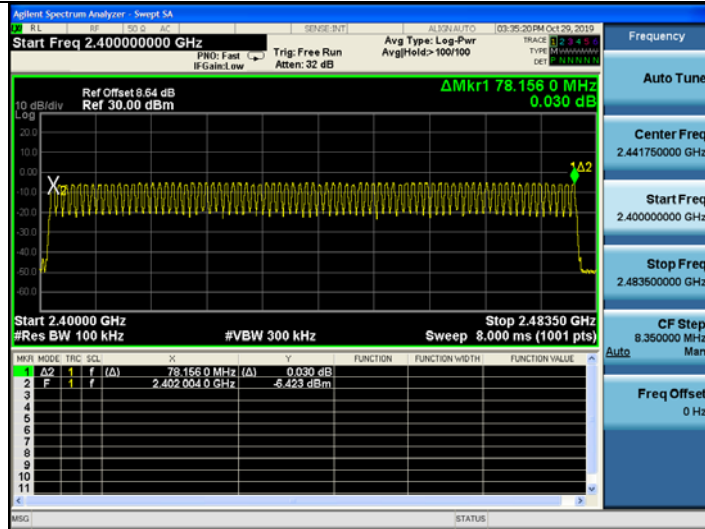 Agilent Spectrum Analyzer - Swept SA
RL RF 50 Ω AC SENSE:INT ALIGNAUTO 03:35:20PM Oct 29, 2019
Start Freq 2.400000000 GHz
PNO: Fast
IFGain:Low
Trig: Free Run
Atten: 32 dB
Avg Type: Log-Pwr
Avg|Hold:>100/100
TRACE 1 2 3 4 5 6
TYPE M
DET P N N N N N
ΔMkr1 78.156 0 MHz
0.030 dB
Ref Offset 8.64 dB
10 dB/div Ref 30.00 dBm
Log
20.0
10.0
0.00
-10.0
-20.0
-30.0
-40.0
-50.0
-60.0
2
1Δ2
Start 2.40000 GHz Stop 2.48350 GHz
#Res BW 100 kHz #VBW 300 kHz Sweep 8.000 ms (1001 pts)
MKR MODE TRC SCL X Y FUNCTION FUNCTION WIDTH FUNCTION VALUE
1 Δ2 1 f (Δ) 78.156 0 MHz (Δ) 0.030 dB
2 F 1 f 2.402 004 0 GHz -6.423 dBm
3
4
5
6
7
8
9
10
11
MSG STATUS
Frequency
Auto Tune
Center Freq
2.441750000 GHz
Start Freq
2.400000000 GHz
Stop Freq
2.483500000 GHz
CF Step
8.350000 MHz
Auto Man
Freq Offset
0 Hz